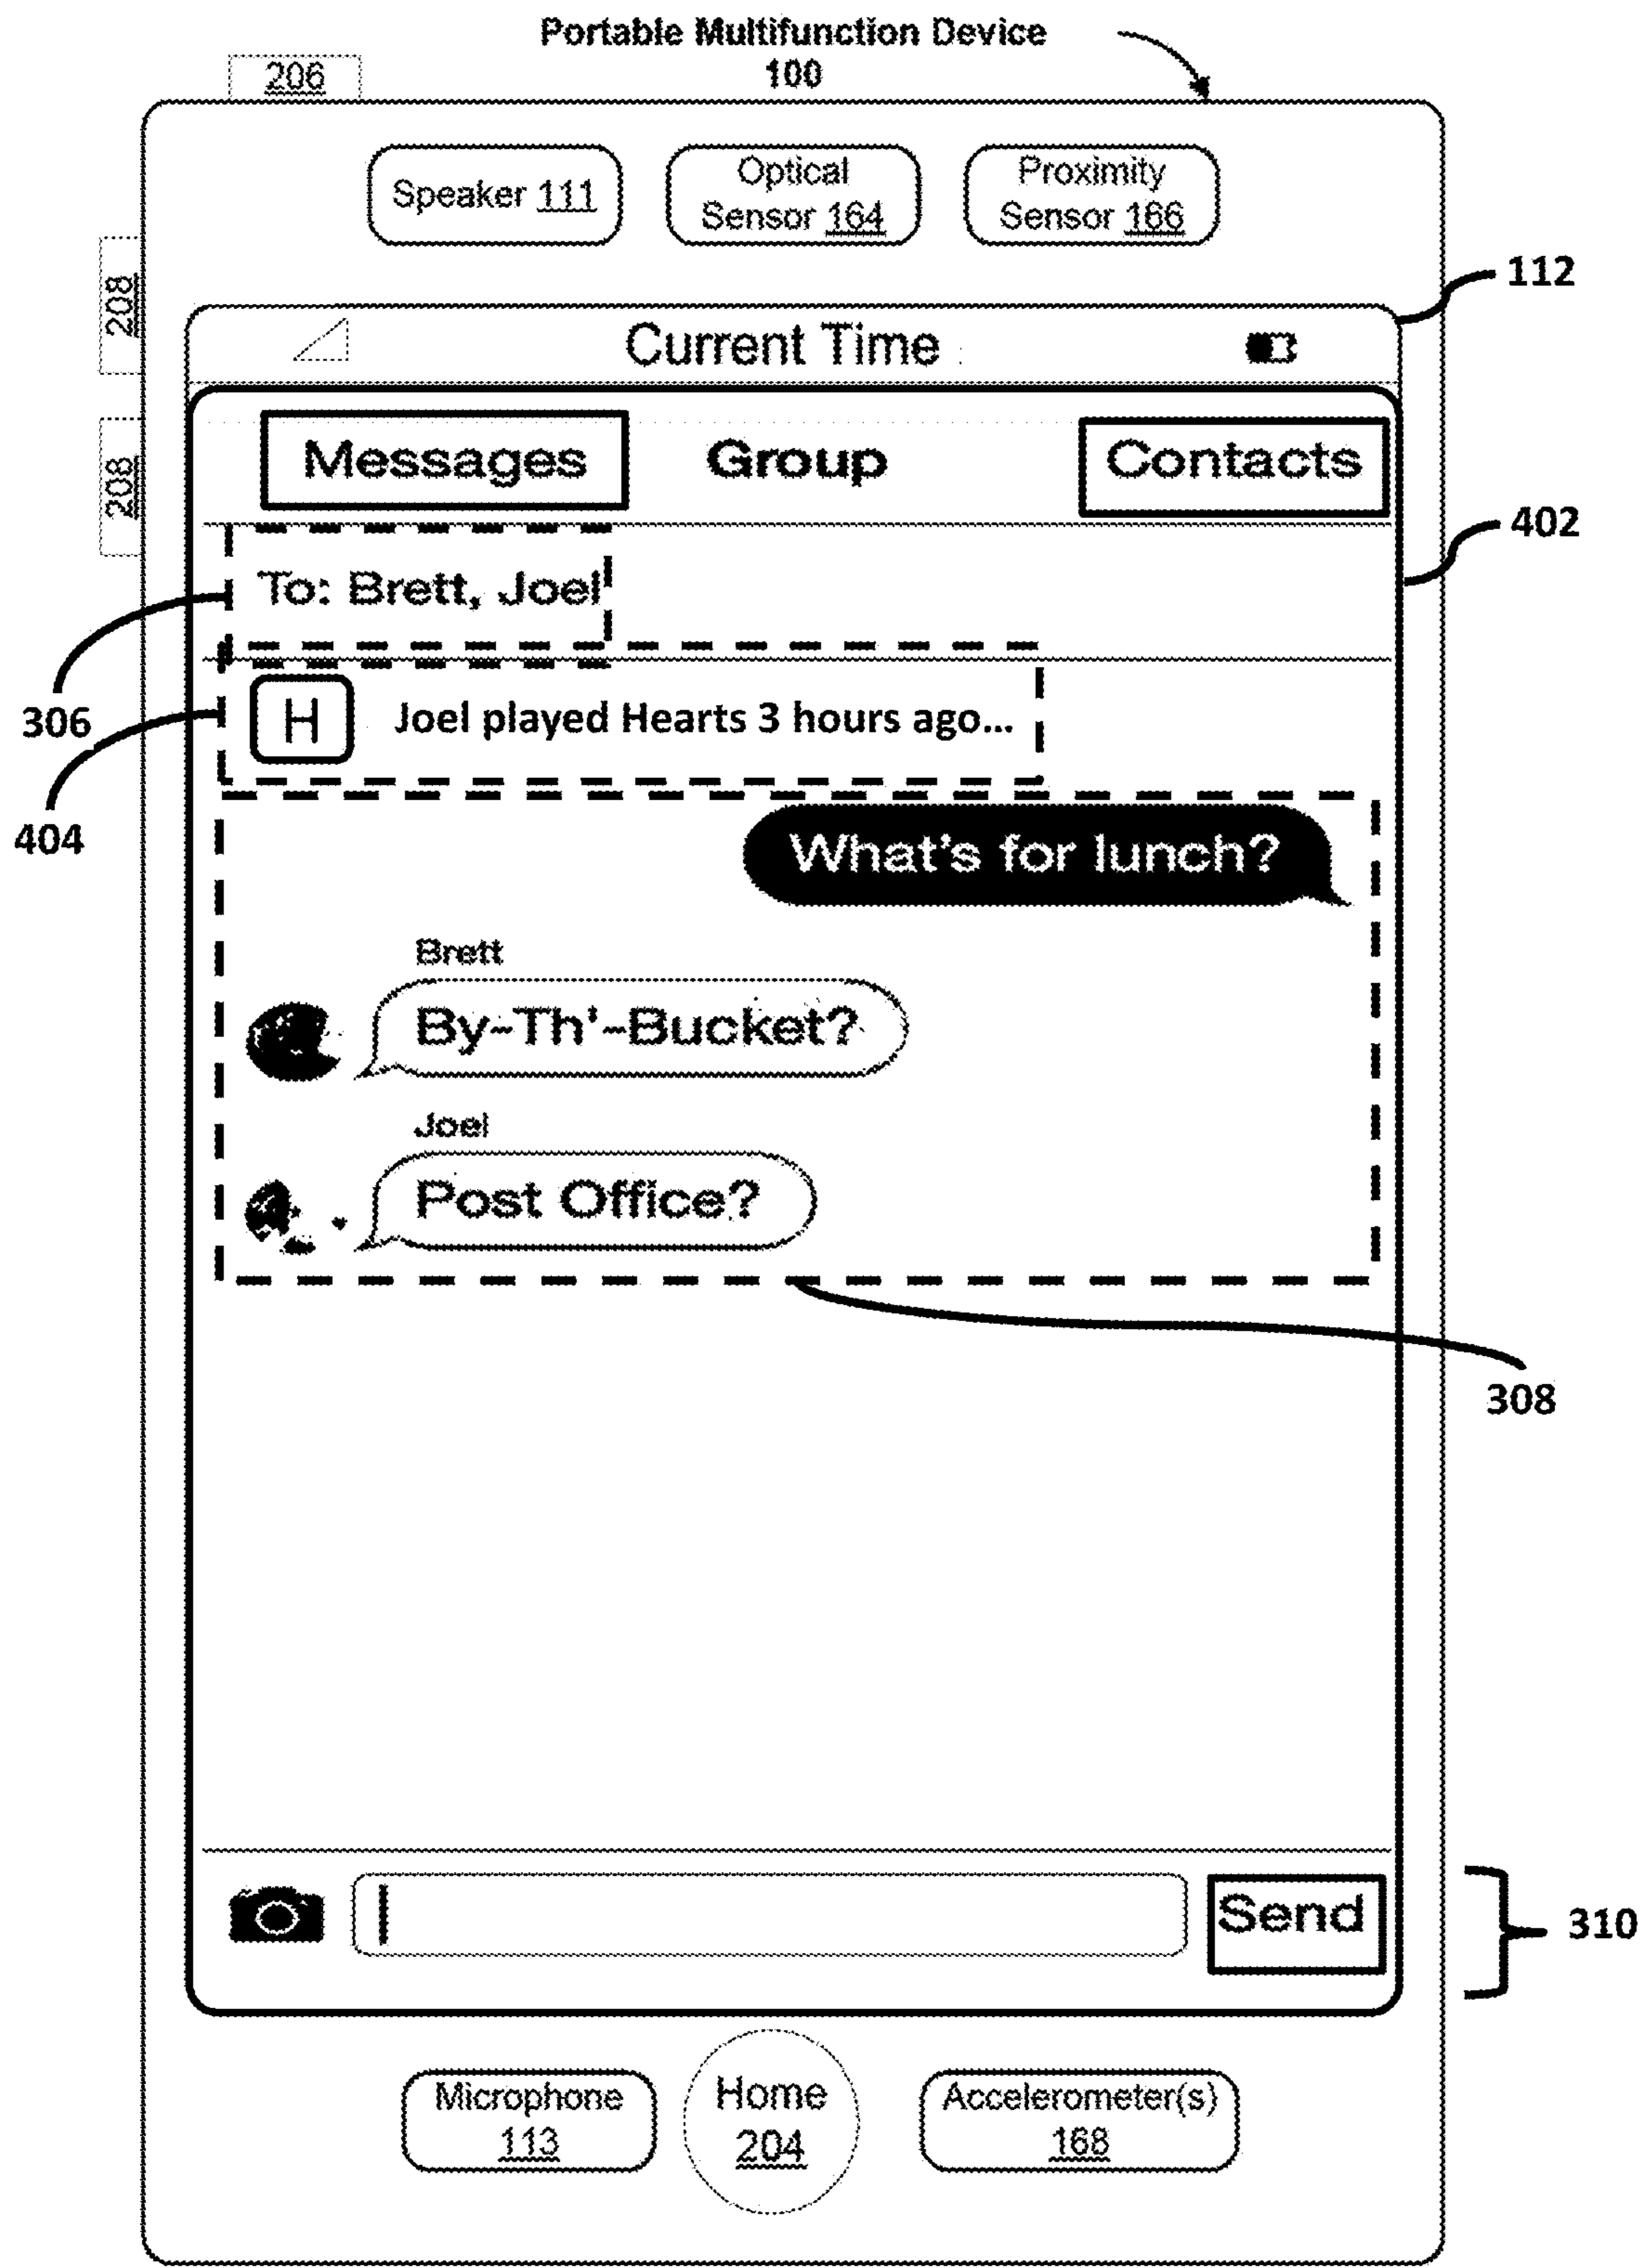 Portable Multifunction Device
100
206
Speaker 111
Optical
Sensor 164
Proximity
Sensor 166
208
112
Current Time
208
Messages
Group
Contacts
402
To: Brett, Joel
306
H
Joel played Hearts 3 hours ago...
404
What's for lunch?
Brett
By-Th'-Bucket?
Joel
Post Office?
308
Send
310
Microphone
113
Home
204
Accelerometer(s)
168